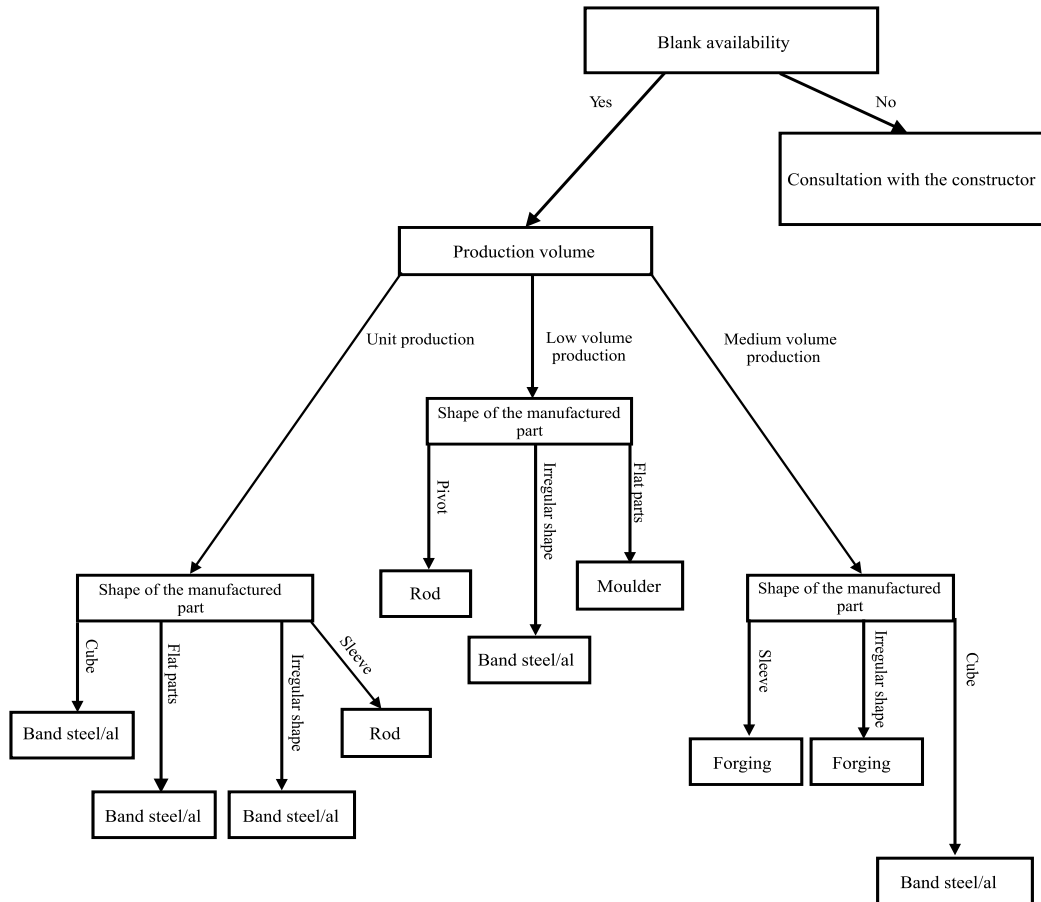 Blank availability
Yes
No
Consultation with the constructor
Production volume
Unit production
Low volume
production
Medium volume
production
Shape of the manufactured
part
Pivot
Irregular shape
Flat parts
Rod
Moulder
Band steel/al
Shape of the manufactured
part
Cube
Flat parts
Irregular shape
Sleeve
Band steel/al
Rod
Band steel/al
Band steel/al
Shape of the manufactured
part
Sleeve
Irregular shape
Cube
Forging
Forging
Band steel/al